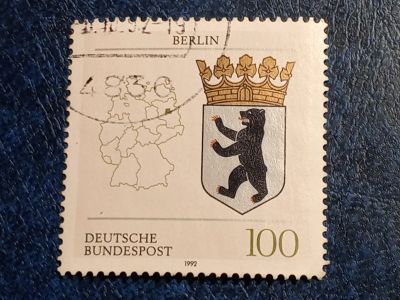 BERLIN
DEUTSCHE
BUNDESPOST
1992
100